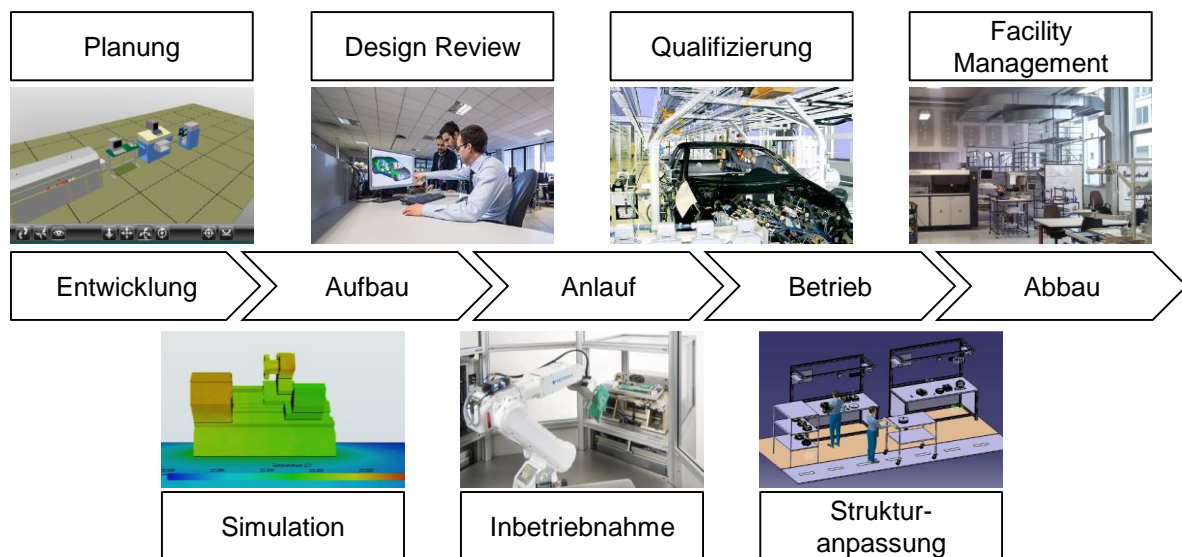 Planung
Design Review
Qualifizierung
Facility
Management
Entwicklung
Aufbau
Anlauf
Betrieb
Abbau
Simulation
Inbetriebnahme
Struktur-
anpassung